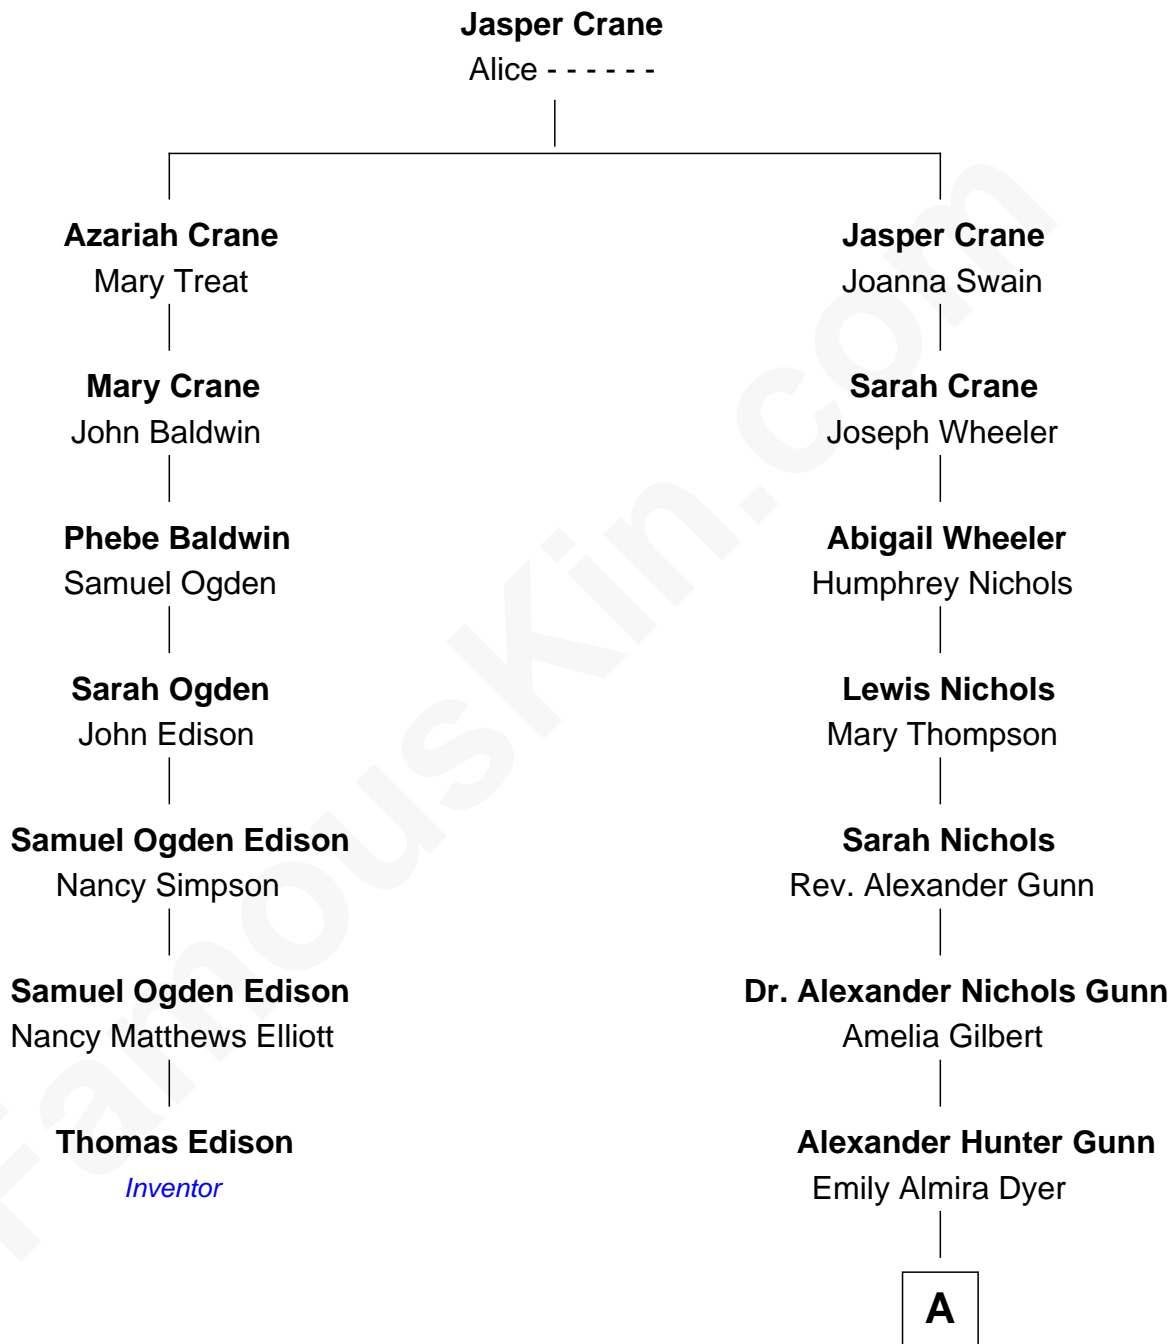 Jasper Crane
Alice - - - - - -
Azariah Crane
Mary Treat
Jasper Crane
Joanna Swain
Mary Crane
John Baldwin
Sarah Crane
Joseph Wheeler
Phebe Baldwin
Samuel Ogden
Abigail Wheeler
Humphrey Nichols
Sarah Ogden
John Edison
Lewis Nichols
Mary Thompson
Samuel Ogden Edison
Nancy Simpson
Sarah Nichols
Rev. Alexander Gunn
Samuel Ogden Edison
Nancy Matthews Elliott
Dr. Alexander Nichols Gunn
Amelia Gilbert
Thomas Edison
Inventor
Alexander Hunter Gunn
Emily Almira Dyer
A
FamousKin.com